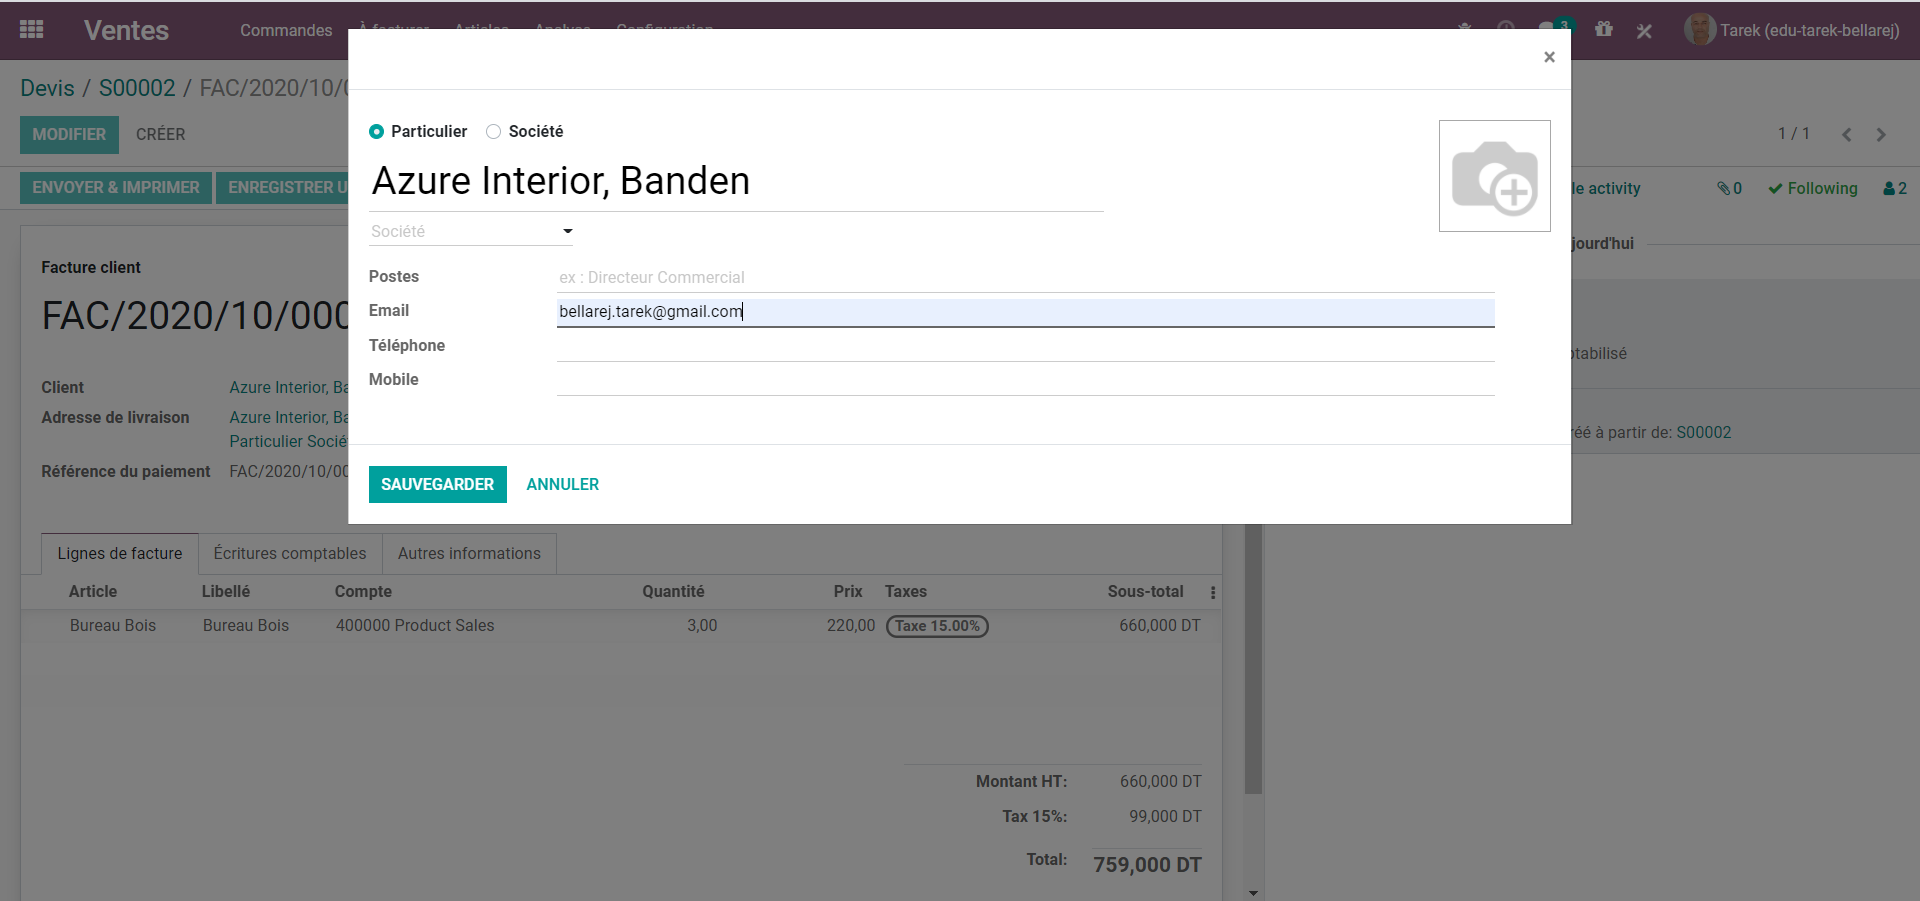 Ventes Commandes À facturer Articles Analyse Configuration 3 Tarek (edu-tarek-bellarej)
×
Devis / S00002 / FAC/2020/10/
MODIFIER CRÉER 1 / 1
Particulier Société
Azure Interior, Banden
ENVOYER & IMPRIMER ENREGISTRER U le activity 0 Following 2
Société
jourd'hui
Facture client
Postes ex : Directeur Commercial
FAC/2020/10/000
Email bellarej.tarek@gmail.com
Téléphone
tabilisé
Mobile
Client Azure Interior, Ba
Adresse de livraison Azure Interior, Ba
Particulier Socié
réé à partir de: S00002
Référence du paiement FAC/2020/10/00
SAUVEGARDER ANNULER
Lignes de facture Écritures comptables Autres informations
Article Libellé Compte Quantité Prix Taxes Sous-total
Bureau Bois Bureau Bois 400000 Product Sales 3,00 220,00 Taxe 15.00% 660,000 DT
Montant HT: 660,000 DT
Tax 15%: 99,000 DT
Total: 759,000 DT